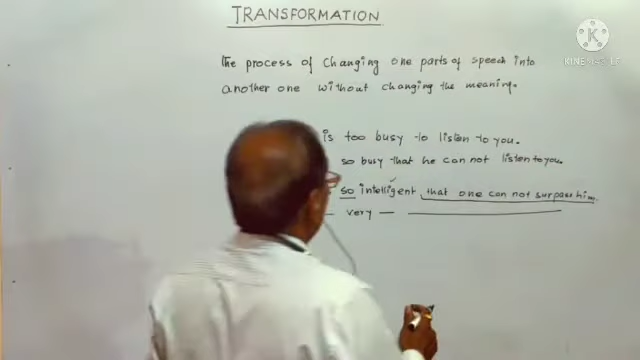 TRANSFORMATION
The process of changing one parts of speech into
another one without changing the meaning.
is too busy to listen to you.
so busy that he can not listen to you.
so intelligent that one can not surpass him.
— very — —
K
KINEMASTER